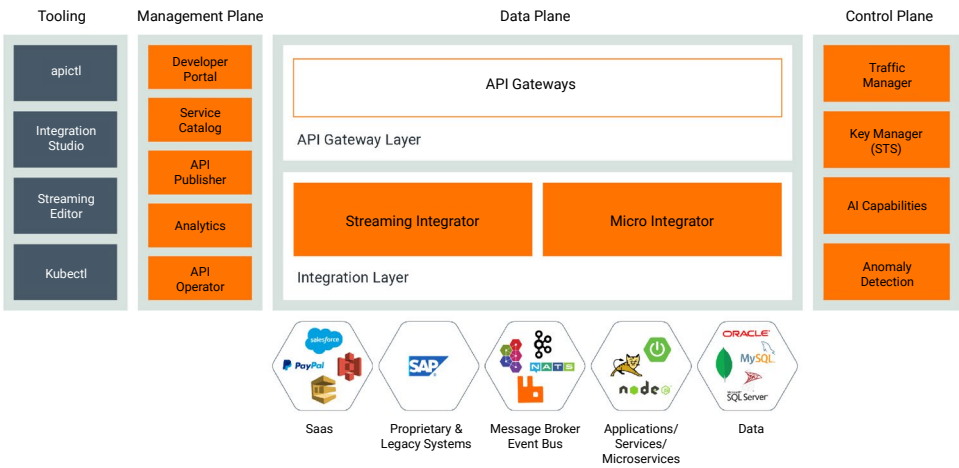 Tooling
Management Plane
Data Plane
Control Plane
apictl
Integration
Studio
Streaming
Editor
Kubectl
Developer
Portal
Service
Catalog
API
Publisher
Analytics
API
Operator
API Gateways
API Gateway Layer
Streaming Integrator
Micro Integrator
Integration Layer
Traffic
Manager
Key Manager
(STS)
AI Capabilities
Anomaly
Detection
salesforce
PayPal
SAP
NATS
node
ORACLE
MySQL
Microsoft
SQL Server
Saas
Proprietary &
Legacy Systems
Message Broker
Event Bus
Applications/
Services/
Microservices
Data